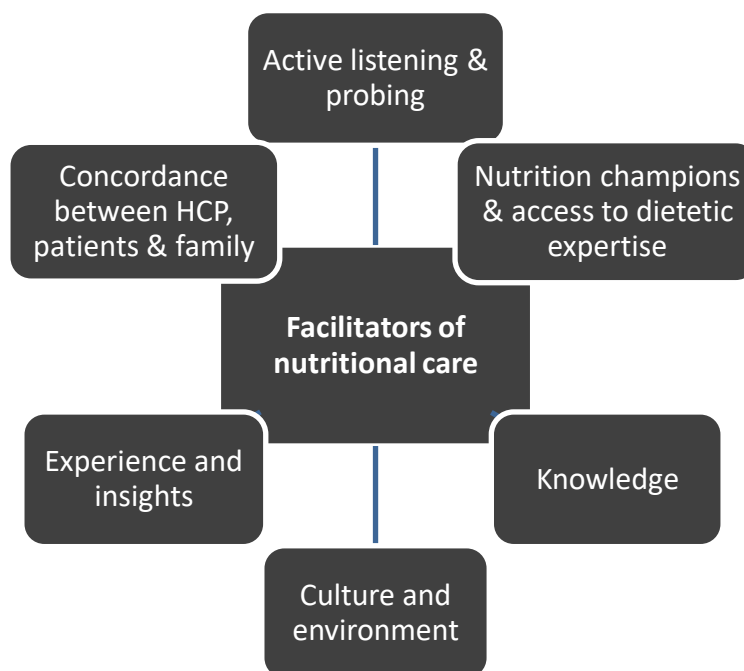 Active listening &
probing
Concordance
between HCP,
patients & family
Nutrition champions
& access to dietetic
expertise
Facilitators of
nutritional care
Experience and
insights
Knowledge
Culture and
environment